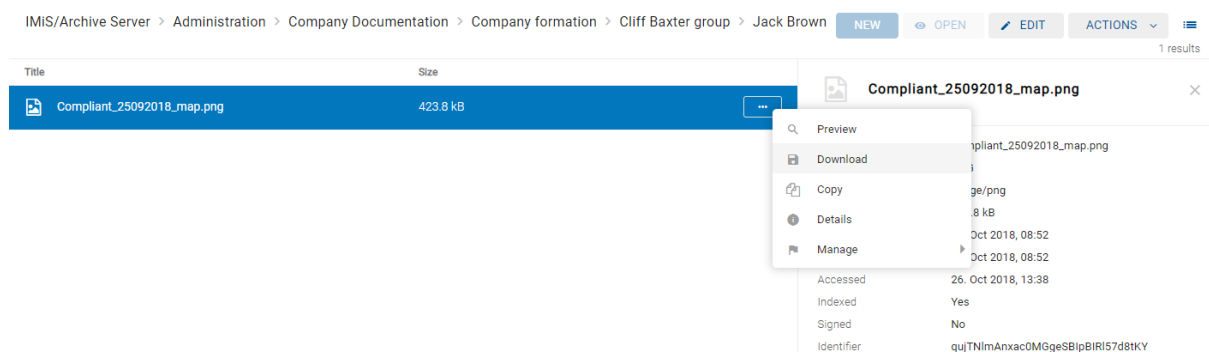 IMiS/Archive Server > Administration > Company Documentation > Company formation > Cliff Baxter group > Jack Brown NEW OPEN EDIT ACTIONS
1 results
Title Size
Compliant_25092018_map.png 423.8 kB ...
Compliant_25092018_map.png
Preview
Download
Copy
Details
Manage
npliant_25092018_map.png
ge/png
.8 kB
Oct 2018, 08:52
Oct 2018, 08:52
Accessed 26. Oct 2018, 13:38
Indexed Yes
Signed No
Identifier